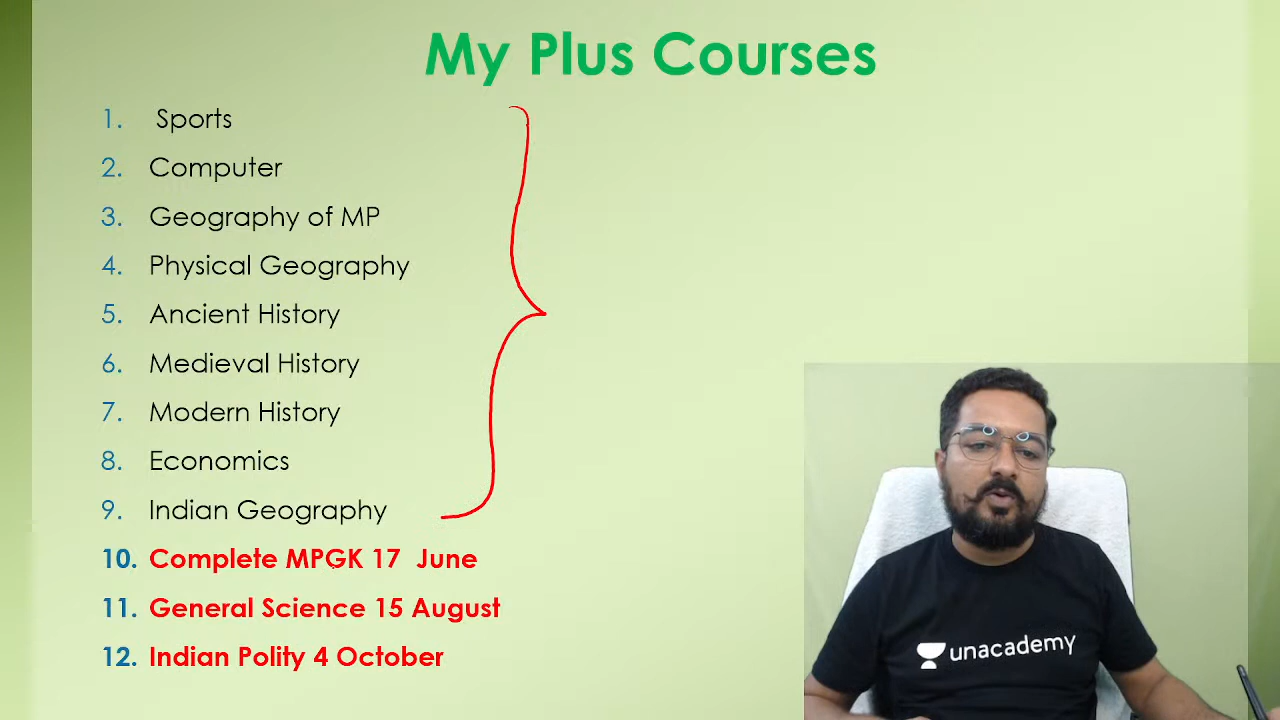 My Plus Courses
1. Sports
2. Computer
3. Geography of MP
4. Physical Geography
5. Ancient History
6. Medieval History
7. Modern History
8. Economics
9. Indian Geography
10. Complete MPGK 17 June
11. General Science 15 August
12. Indian Polity 4 October
unacademy